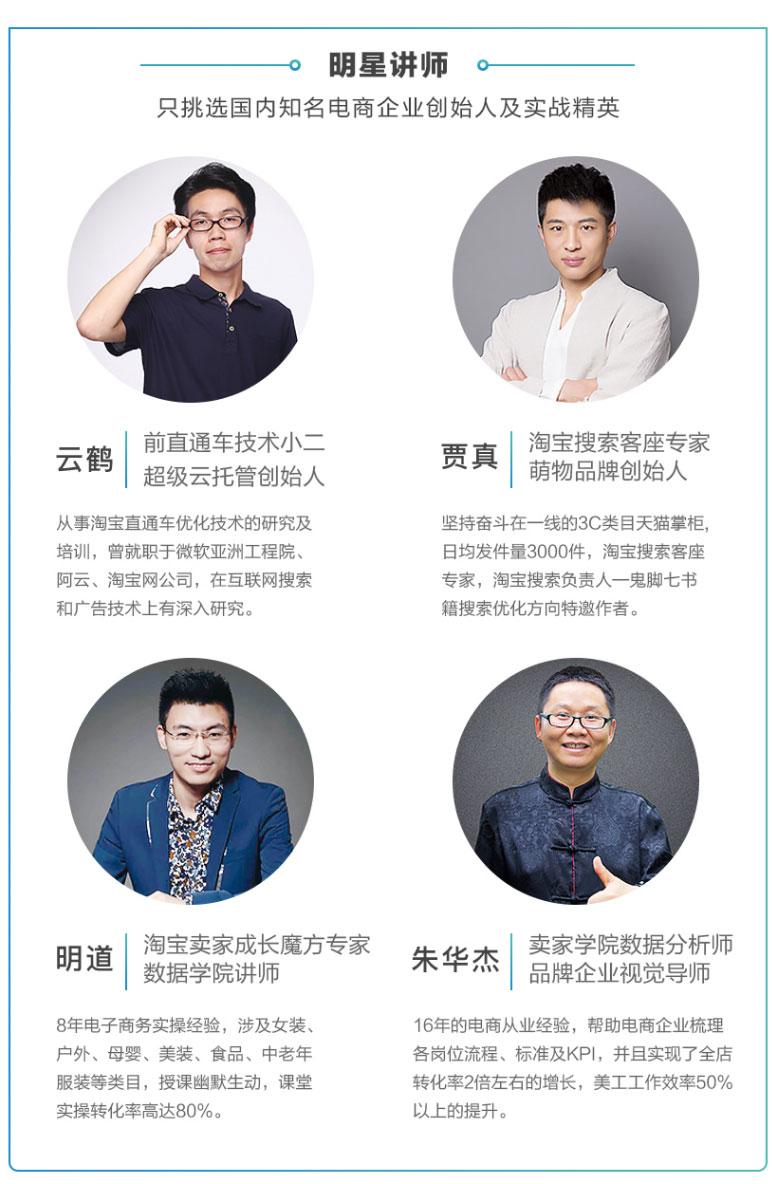 明星讲师
只挑选国内知名电商企业创始人及实战精英
云鹤
前直通车技术小二
超级云托管创始人
从事淘宝直通车优化技术的研究及
培训，曾就职于微软亚洲工程院、
阿云、淘宝网公司，在互联网搜索
和广告技术上有深入研究。
贾真
淘宝搜索客座专家
萌物品牌创始人
坚持奋斗在一线的3C类目天猫掌柜，
日均发件量3000件，淘宝搜索客座
专家，淘宝搜索负责人—鬼脚七书
籍搜索优化方向特邀作者。
明道
淘宝卖家成长魔方专家
数据学院讲师
8年电子商务实操经验，涉及女装、
户外、母婴、美装、食品、中老年
服装等类目，授课幽默生动，课堂
实操转化率高达80%。
朱华杰
卖家学院数据分析师
品牌企业视觉导师
16年的电商从业经验，帮助电商企业梳理
各岗位流程、标准及KPI，并且实现了全店
转化率2倍左右的增长，美工工作效率50%
以上的提升。